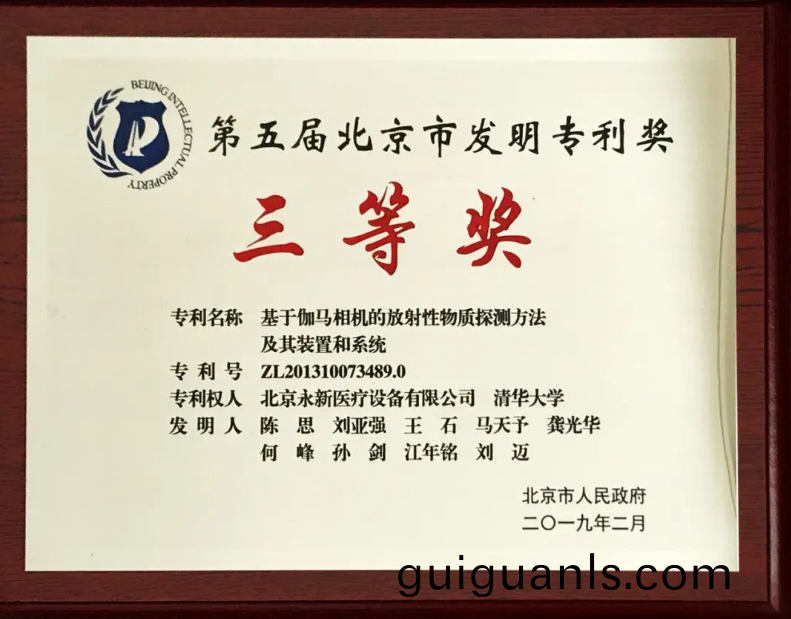 BEIJING INTELLECTUAL PROPERTY
第五届北京市发明专利奖
三等奖
专利名称 基于伽马相机的放射性物质探测方法
及其装置和系统
专利号 ZL201310073489.0
专利权人 北京永新医疗设备有限公司 清华大学
发明人 陈思 刘亚强 王石 马天予 龚光华
何峰 孙剑 江年铭 刘迈
北京市人民政府
二〇一九年二月
guiguanls.com